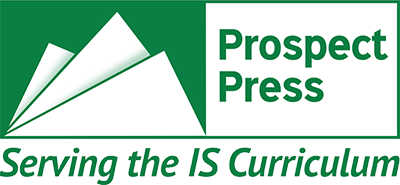 Prospect
Press
Serving the IS Curriculum